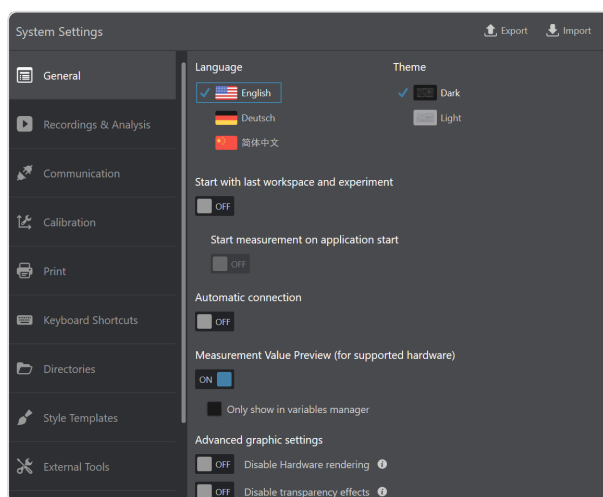 System Settings
Export
Import
General
Recordings & Analysis
Communication
Calibration
Print
Keyboard Shortcuts
Directories
Style Templates
External Tools
Language
Theme
English
Dark
Deutsch
Light
简体中文
Start with last workspace and experiment
OFF
Start measurement on application start
OFF
Automatic connection
OFF
Measurement Value Preview (for supported hardware)
ON
Only show in variables manager
Advanced graphic settings
OFF Disable Hardware rendering
OFF Disable transparency effects